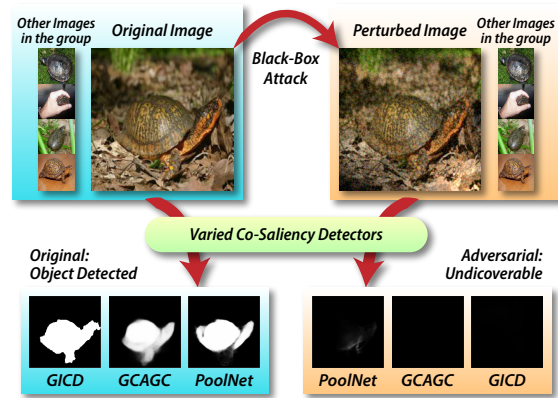 Other Images
in the group
Original Image
Black-Box
Attack
Perturbed Image
Other Images
in the group
Varied Co-Saliency Detectors
Original:
Object Detected
Adversarial:
Undicoverable
GICD
GCAGC
PoolNet
PoolNet
GCAGC
GICD